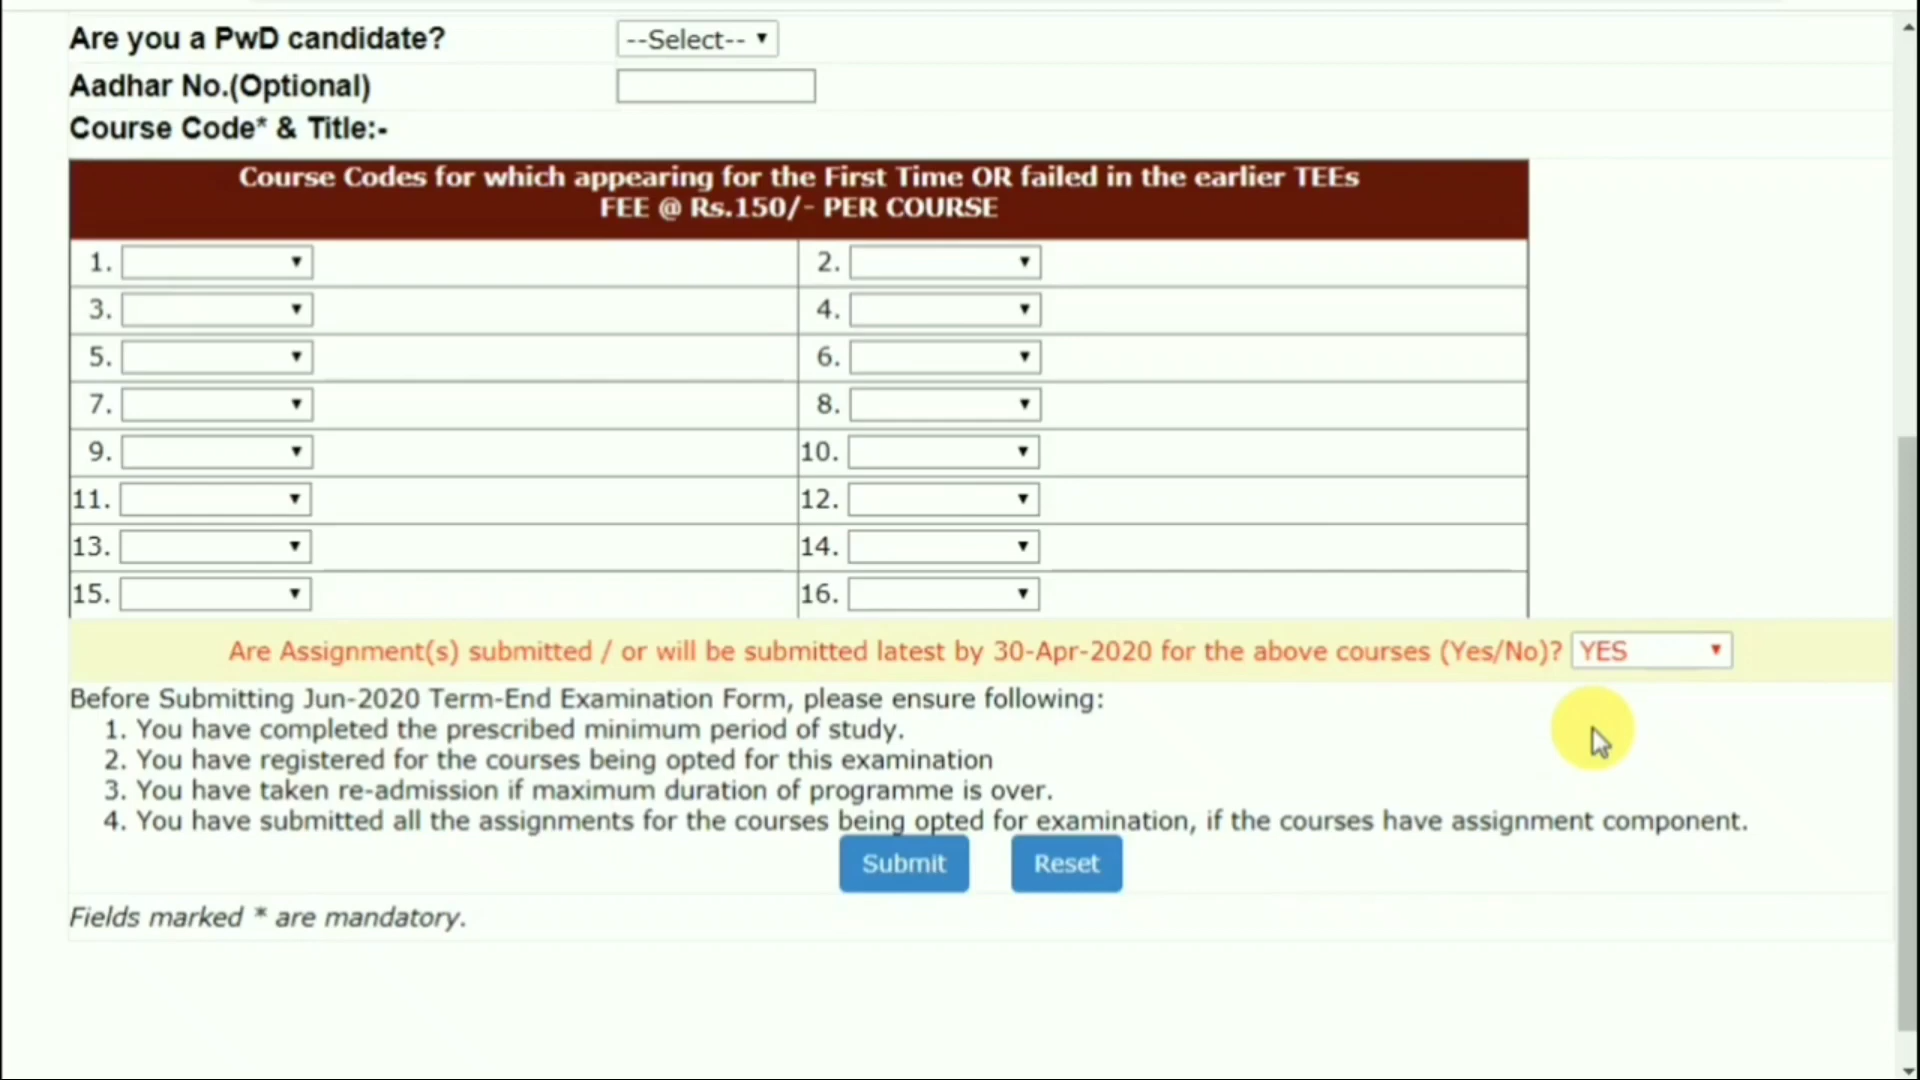 Are you a PwD candidate? --Select--
Aadhar No.(Optional)
Course Code* & Title:-
Course Codes for which appearing for the First Time OR failed in the earlier TEEs
FEE @ Rs.150/- PER COURSE
1. 2.
3. 4.
5. 6.
7. 8.
9. 10.
11. 12.
13. 14.
15. 16.
Are Assignment(s) submitted / or will be submitted latest by 30-Apr-2020 for the above courses (Yes/No)? YES
Before Submitting Jun-2020 Term-End Examination Form, please ensure following:
1. You have completed the prescribed minimum period of study.
2. You have registered for the courses being opted for this examination
3. You have taken re-admission if maximum duration of programme is over.
4. You have submitted all the assignments for the courses being opted for examination, if the courses have assignment component.
Submit Reset
Fields marked * are mandatory.